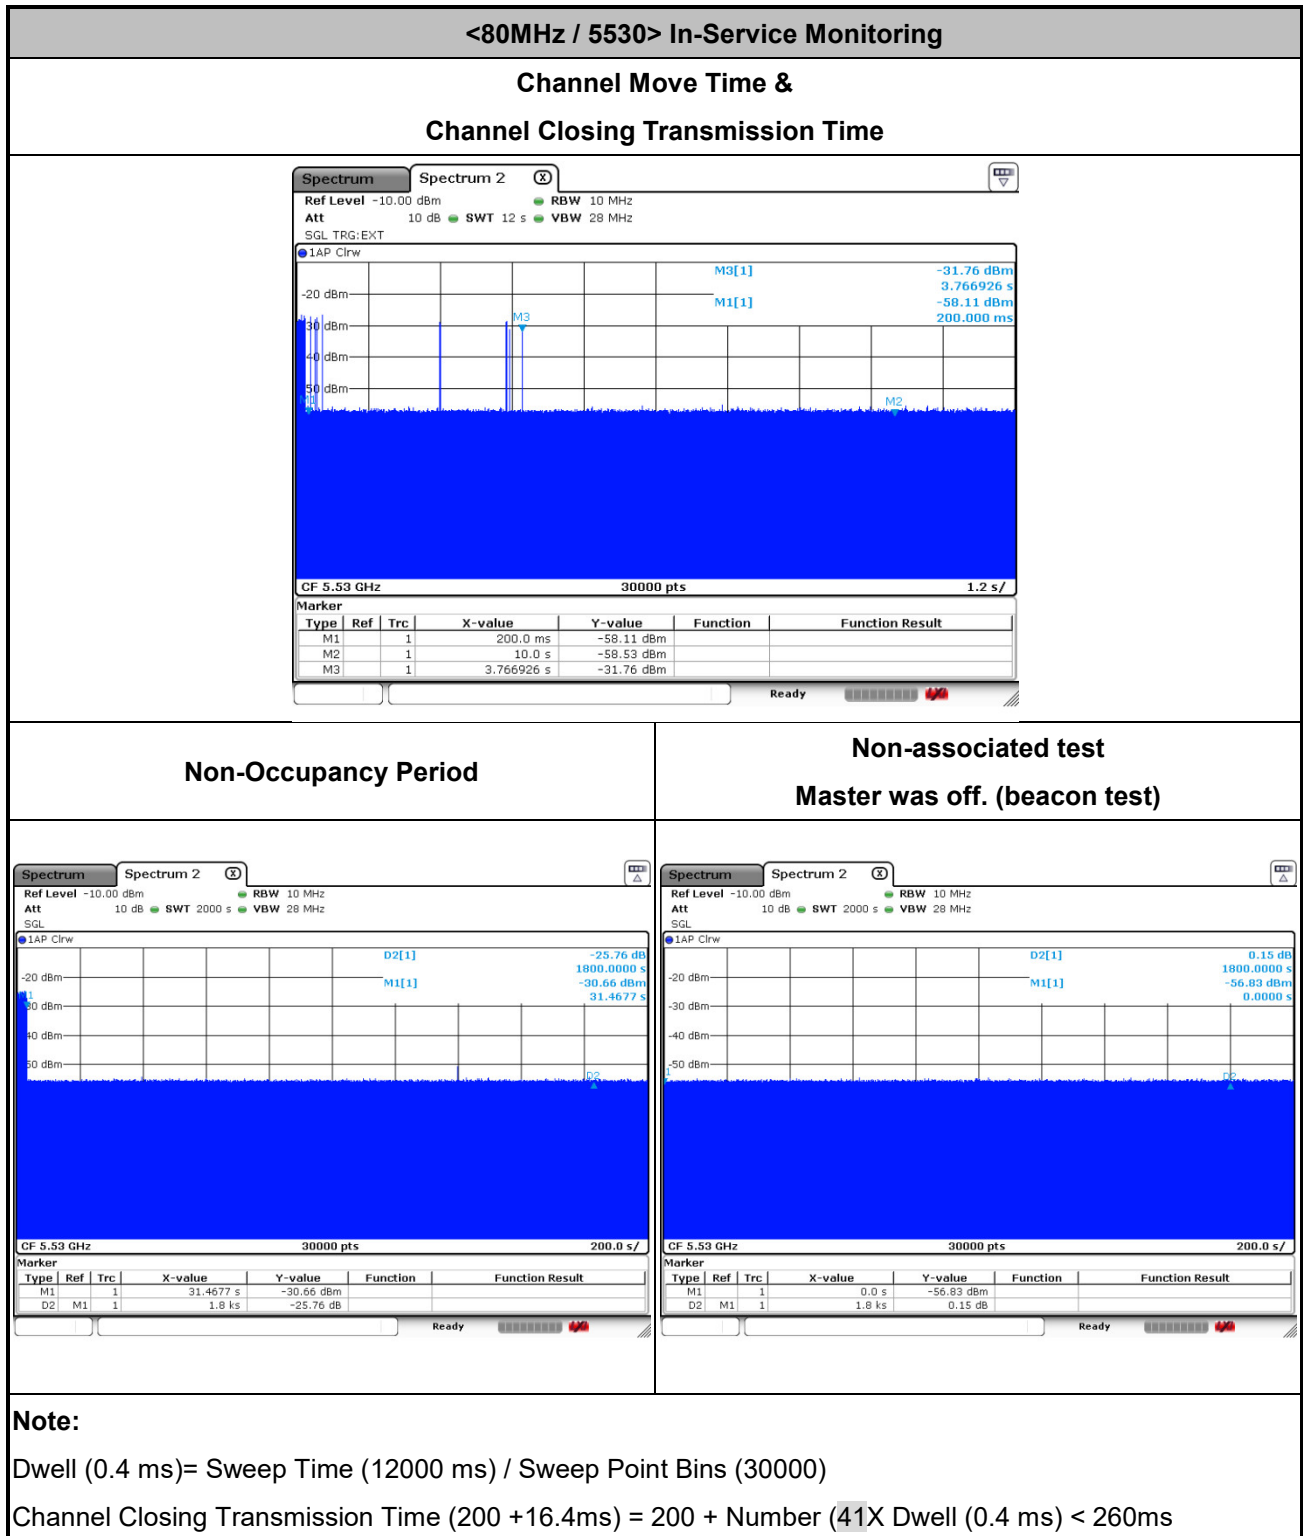 <80MHz / 5530> In-Service Monitoring
Channel Move Time &
Channel Closing Transmission Time
Spectrum Spectrum 2 X
Ref Level -10.00 dBm RBW 10 MHz
Att 10 dB SWT 12 s VBW 28 MHz
SGL TRG:EXT
1AP Clrw
M3[1] -31.76 dBm
3.766926 s
-20 dBm
M1[1] -58.11 dBm
200.000 ms
M3
30 dBm
40 dBm
50 dBm
M1
M2
CF 5.53 GHz 30000 pts 1.2 s/
Marker
Type Ref Trc X-value Y-value Function Function Result
M1 1 200.0 ms -58.11 dBm
M2 1 10.0 s -58.53 dBm
M3 1 3.766926 s -31.76 dBm
Ready
Non-Occupancy Period
Non-associated test
Master was off. (beacon test)
Spectrum Spectrum 2 X
Ref Level -10.00 dBm RBW 10 MHz
Att 10 dB SWT 2000 s VBW 28 MHz
SGL
1AP Clrw
D2[1] -25.76 dB
1800.0000 s
-20 dBm
M1[1] -30.66 dBm
31.4677 s
1
30 dBm
40 dBm
50 dBm
D2
CF 5.53 GHz 30000 pts 200.0 s/
Marker
Type Ref Trc X-value Y-value Function Function Result
M1 1 31.4677 s -30.66 dBm
D2 M1 1 1.8 ks -25.76 dB
Ready
Spectrum Spectrum 2 X
Ref Level -10.00 dBm RBW 10 MHz
Att 10 dB SWT 2000 s VBW 28 MHz
SGL
1AP Clrw
D2[1] 0.15 dB
1800.0000 s
-20 dBm
M1[1] -56.83 dBm
0.0000 s
-30 dBm
-40 dBm
-50 dBm
1
D2
CF 5.53 GHz 30000 pts 200.0 s/
Marker
Type Ref Trc X-value Y-value Function Function Result
M1 1 0.0 s -56.83 dBm
D2 M1 1 1.8 ks 0.15 dB
Ready
Note:
Dwell (0.4 ms)= Sweep Time (12000 ms) / Sweep Point Bins (30000)
Channel Closing Transmission Time (200 +16.4ms) = 200 + Number (41X Dwell (0.4 ms) < 260ms